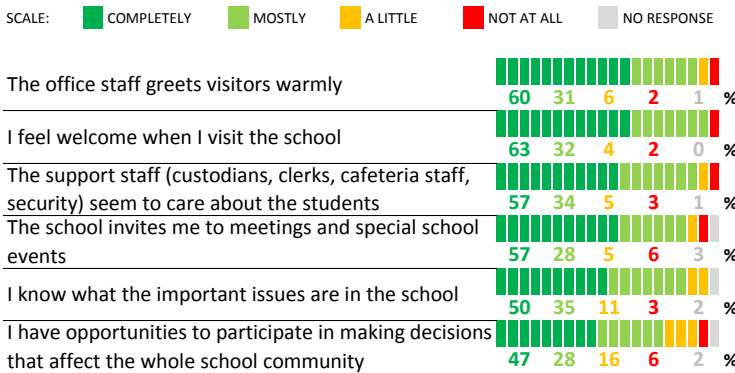 SCALE: COMPLETELY MOSTLY A LITTLE NOT AT ALL NO RESPONSE
The office staff greets visitors warmly
60 31 6 2 1 %
I feel welcome when I visit the school
63 32 4 2 0 %
The support staff (custodians, clerks, cafeteria staff,
security) seem to care about the students
57 34 5 3 1 %
The school invites me to meetings and special school
events
57 28 5 6 3 %
I know what the important issues are in the school
50 35 11 3 2 %
I have opportunities to participate in making decisions
that affect the whole school community
47 28 16 6 2 %